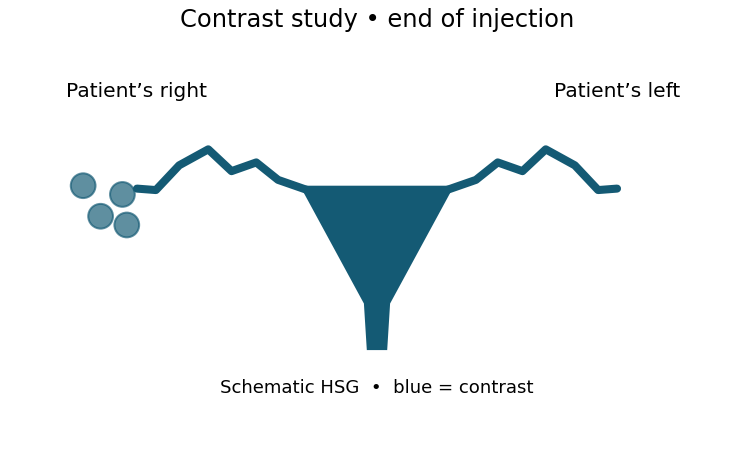 Contrast study • end of injection
Patient’s right
Patient’s left
Schematic HSG • blue = contrast